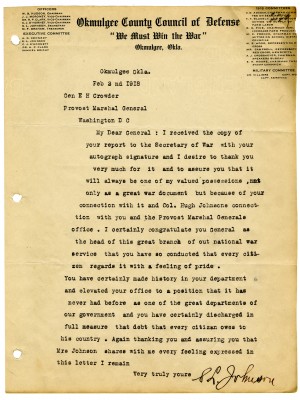 Okmulgee County Council of Defense
"We Must Win the War"
Okmulgee, Okla.
OFFICERS
EXECUTIVE COMMITTEE
Okmulgee Okla.
Feb 2 nd 1918
Gen E H Crowder
Provost Marshal General
Washington D C
My Dear General : I received the copy of
your report to the Secretary of War with your
autograph signature and I desire to thank you
very much for it and to assure you that it
will always be one of my valued possessions ,not
only as a great war document but because of your
connection with it and Col. Hugh Johnsons connec
tion with you and the Provost Marshal Generals
office . I certainly congratulate you general as
the head of this great branch of out national war
service that you have so conducted that every citi
zen regards it with a feeling of pride .
You have certainly made history in your department
and elevated your office to a position that it has
never had before as one of the great departments of
our government and you have certainly discharged in
full measure that debt that every citizan owes to
his country . Again thanking you and assuring you that
Mrs Johnson shares with me every feeling expressed in
this letter I remain
Very truly yours
S L Johnson